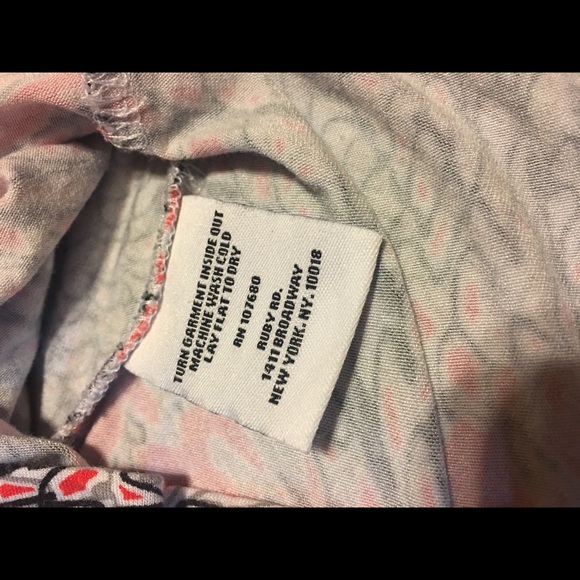 TURN GARMENT INSIDE OUT
MACHINE WASH COLD
LAY FLAT TO DRY
RN 107680
RUBY RD.
1411 BROADWAY
NEW YORK. NY. 10018